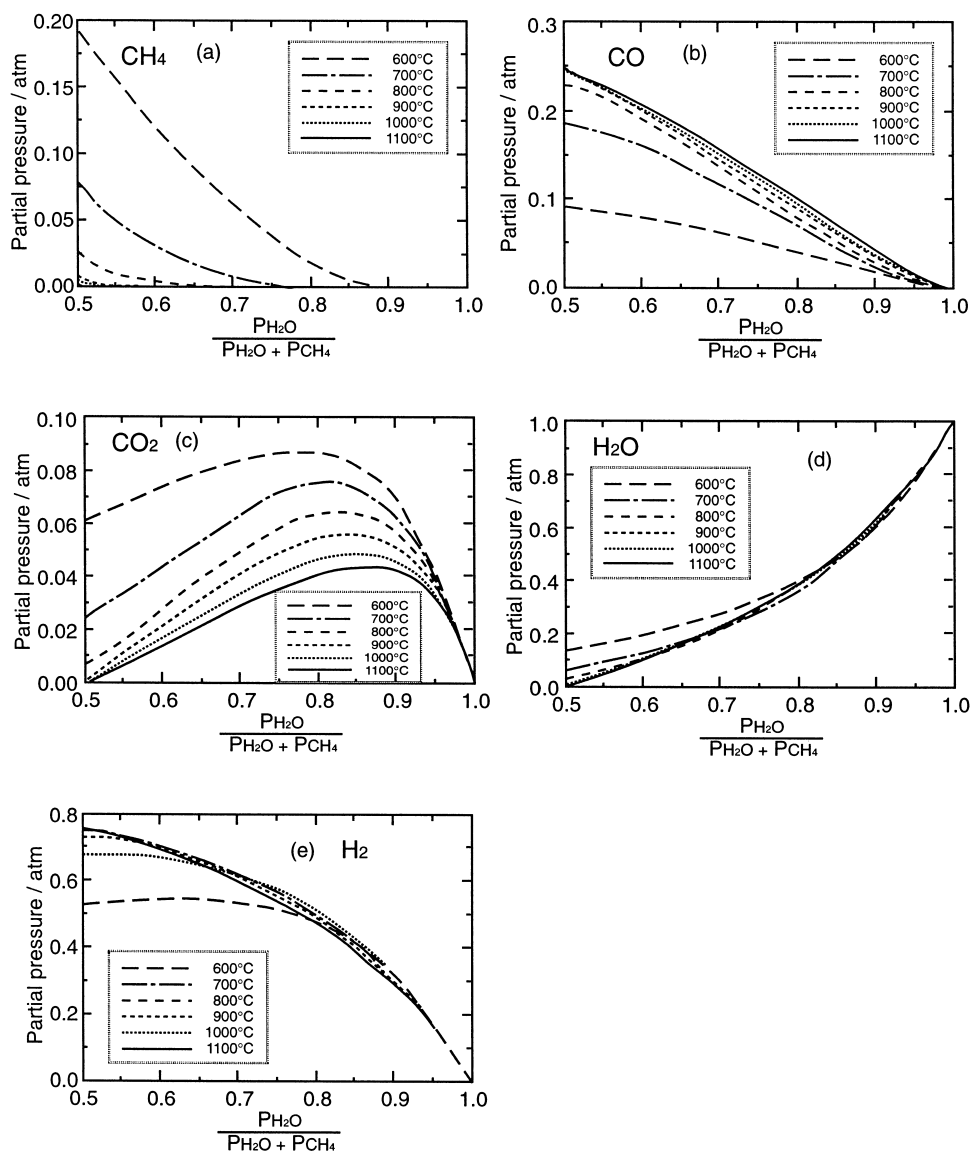 CH4 (a)
Partial pressure / atm
0.20
0.15
0.10
0.05
0.00
600°C
700°C
800°C
900°C
1000°C
1100°C
0.5 0.6 0.7 0.8 0.9 1.0
PH2O
PH2O + PCH4
CO (b)
Partial pressure / atm
0.3
0.2
0.1
0.0
600°C
700°C
800°C
900°C
1000°C
1100°C
0.5 0.6 0.7 0.8 0.9 1.0
PH2O
PH2O + PCH4
CO2 (c)
Partial pressure / atm
0.10
0.08
0.06
0.04
0.02
0.00
600°C
700°C
800°C
900°C
1000°C
1100°C
0.5 0.6 0.7 0.8 0.9 1.0
PH2O
PH2O + PCH4
H2O (d)
Partial pressure / atm
1.0
0.8
0.6
0.4
0.2
0.0
600°C
700°C
800°C
900°C
1000°C
1100°C
0.5 0.6 0.7 0.8 0.9 1.0
PH2O
PH2O + PCH4
(e) H2
Partial pressure / atm
0.8
0.6
0.4
0.2
0.0
600°C
700°C
800°C
900°C
1000°C
1100°C
0.5 0.6 0.7 0.8 0.9 1.0
PH2O
PH2O + PCH4